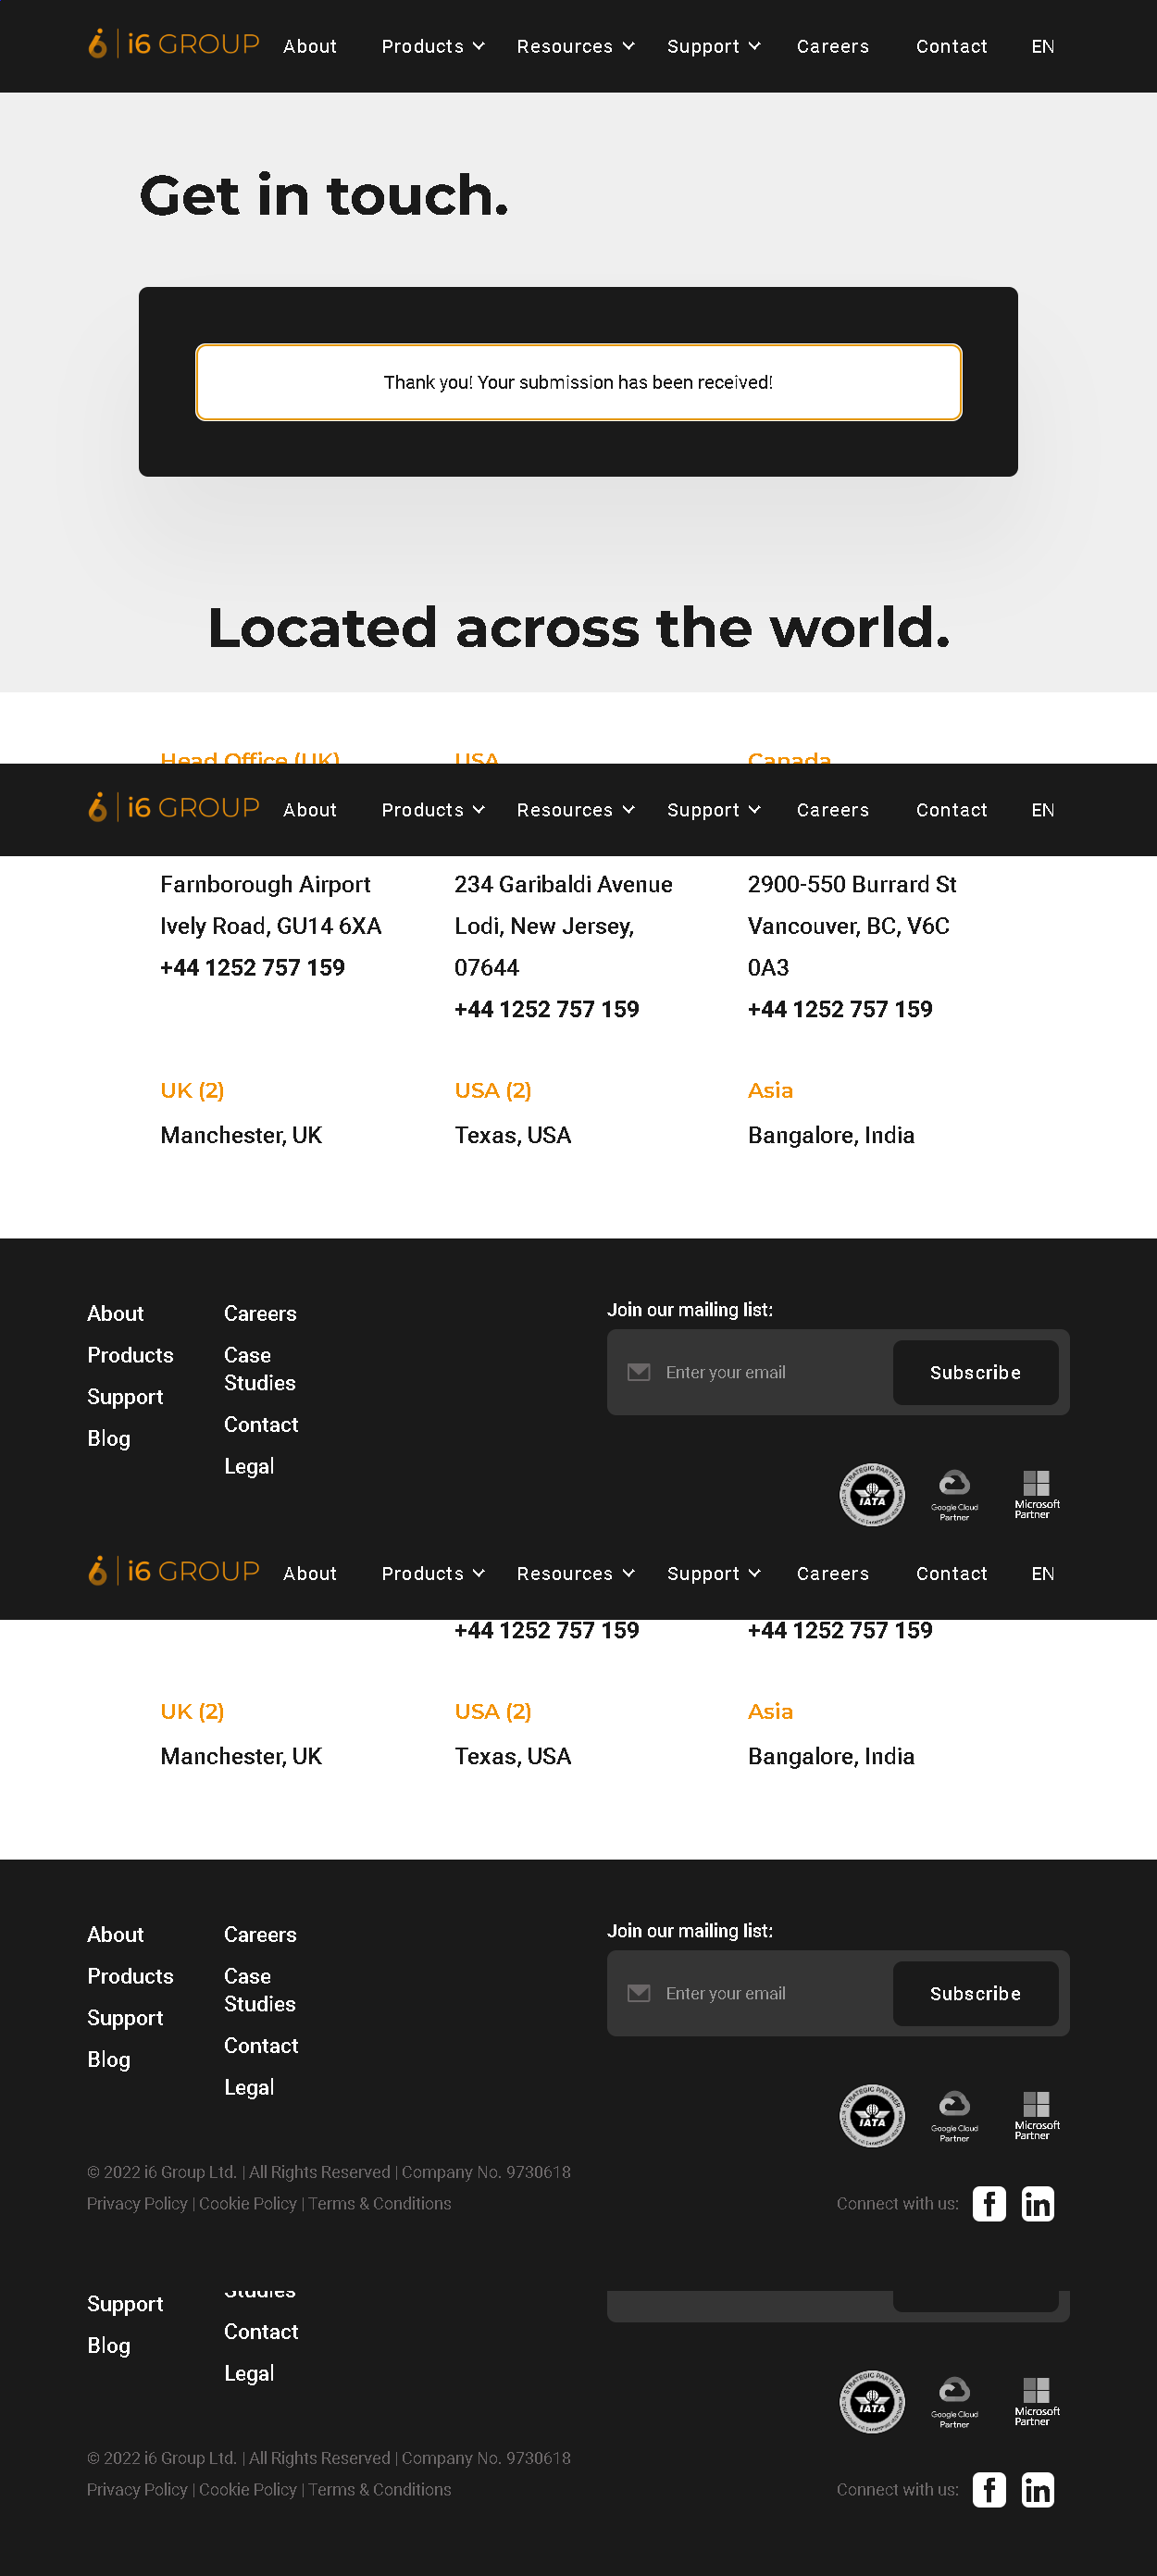 i6 GROUP About Products Resources Support Careers Contact EN
Get in touch.
Thank you! Your submission has been received!
Located across the world.
Head Office (UK) USA Canada
i6 GROUP About Products Resources Support Careers Contact EN
Farnborough Airport 234 Garibaldi Avenue 2900-550 Burrard St
Ively Road, GU14 6XA Lodi, New Jersey, Vancouver, BC, V6C
+44 1252 757 159 07644 0A3
+44 1252 757 159 +44 1252 757 159
UK (2) USA (2) Asia
Manchester, UK Texas, USA Bangalore, India
About Careers Join our mailing list:
Products Case
Studies Enter your email Subscribe
Support
Contact
Blog
Legal
STRATEGIC PARTNER
IATA
Google Cloud
Partner
Microsoft
Partner
i6 GROUP About Products Resources Support Careers Contact EN
+44 1252 757 159 +44 1252 757 159
UK (2) USA (2) Asia
Manchester, UK Texas, USA Bangalore, India
About Careers Join our mailing list:
Products Case
Studies Enter your email Subscribe
Support
Contact
Blog
Legal
STRATEGIC PARTNER
IATA
Google Cloud
Partner
Microsoft
Partner
© 2022 i6 Group Ltd. | All Rights Reserved | Company No. 9730618
Privacy Policy | Cookie Policy | Terms & Conditions Connect with us: f in
Studies
Support
Contact
Blog
Legal
STRATEGIC PARTNER
IATA
Google Cloud
Partner
Microsoft
Partner
© 2022 i6 Group Ltd. | All Rights Reserved | Company No. 9730618
Privacy Policy | Cookie Policy | Terms & Conditions Connect with us: f in